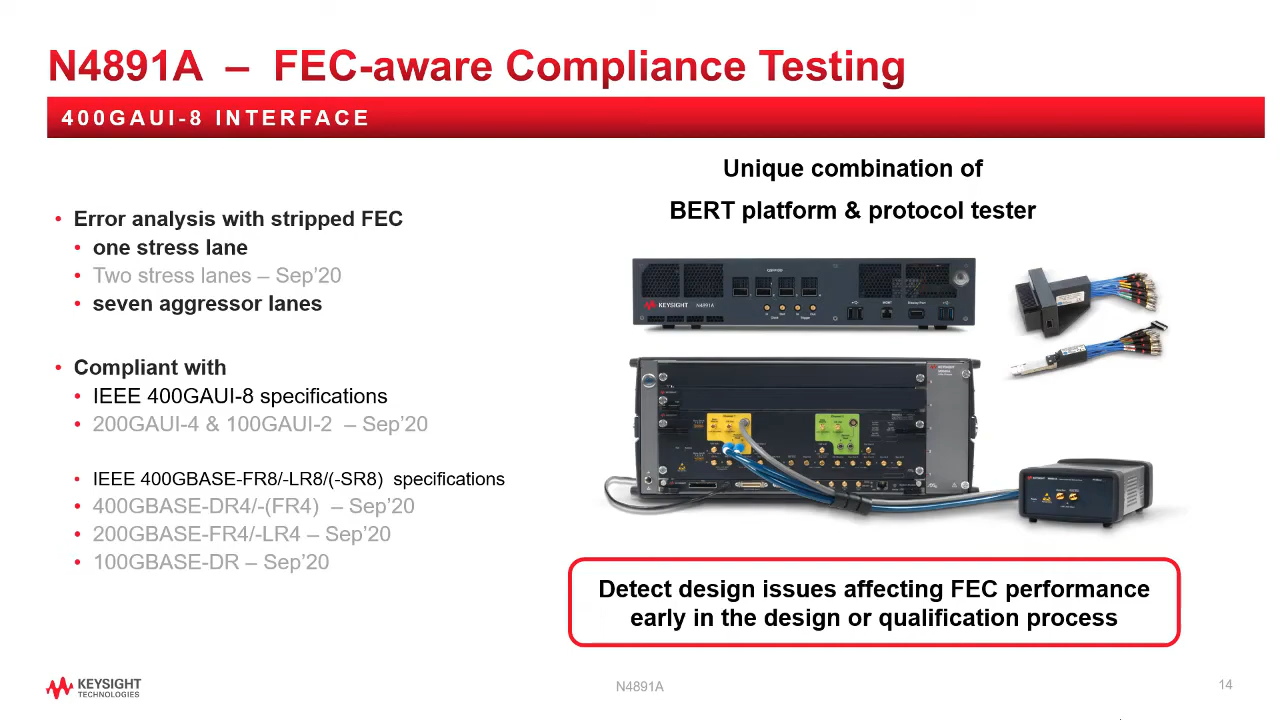 N4891A – FEC-aware Compliance Testing
400GAUI-8 INTERFACE
Unique combination of
BERT platform & protocol tester
• Error analysis with stripped FEC
• one stress lane
• Two stress lanes – Sep’20
• seven aggressor lanes
• Compliant with
• IEEE 400GAUI-8 specifications
• 200GAUI-4 & 100GAUI-2 – Sep’20
• IEEE 400GBASE-FR8/-LR8/(-SR8) specifications
• 400GBASE-DR4/-(FR4) – Sep’20
• 200GBASE-FR4/-LR4 – Sep’20
• 100GBASE-DR – Sep’20
KEYSIGHT N4891A
Detect design issues affecting FEC performance
early in the design or qualification process
KEYSIGHT
TECHNOLOGIES
N4891A
14